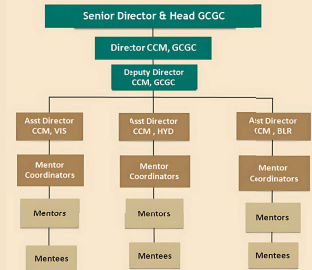 Senior Director & Head GCGC
Director CCM, GCGC
Deputy Director
CCM, GCGC
Asst Director
CCM, VIS
Asst Director
CCM , HYD
Asst Director
CCM , BLR
Mentor
Coordinators
Mentor
Coordinators
Mentor
Coordinators
Mentors
Mentors
Mentors
Mentees
Mentees
Mentees